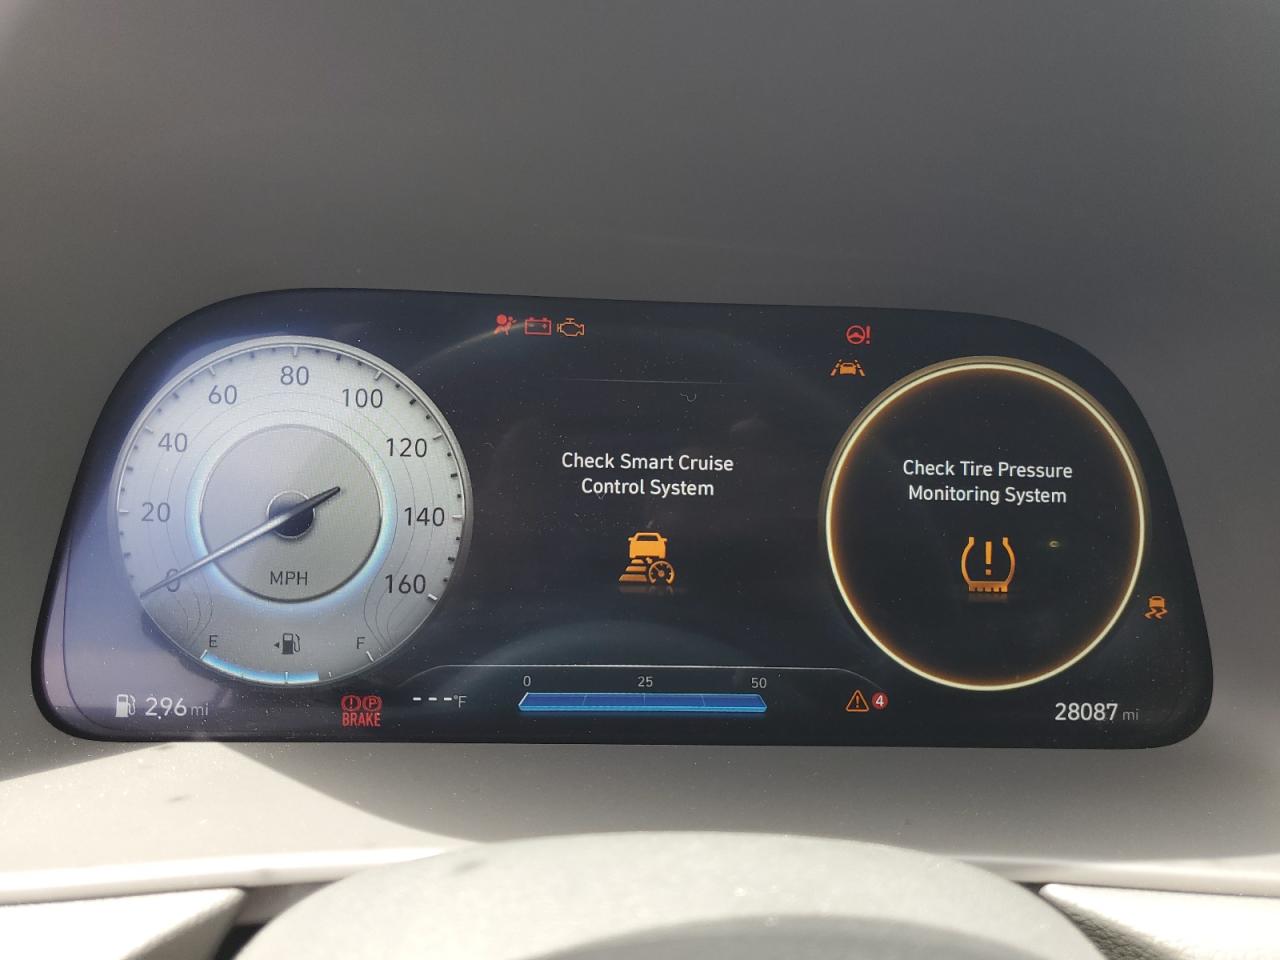 80
60
100
40
120
20
140
0
160
MPH
E
F
Check Smart Cruise
Control System
Check Tire Pressure
Monitoring System
296 mi
P
BRAKE
---°F
0 25 50
4
28087 mi